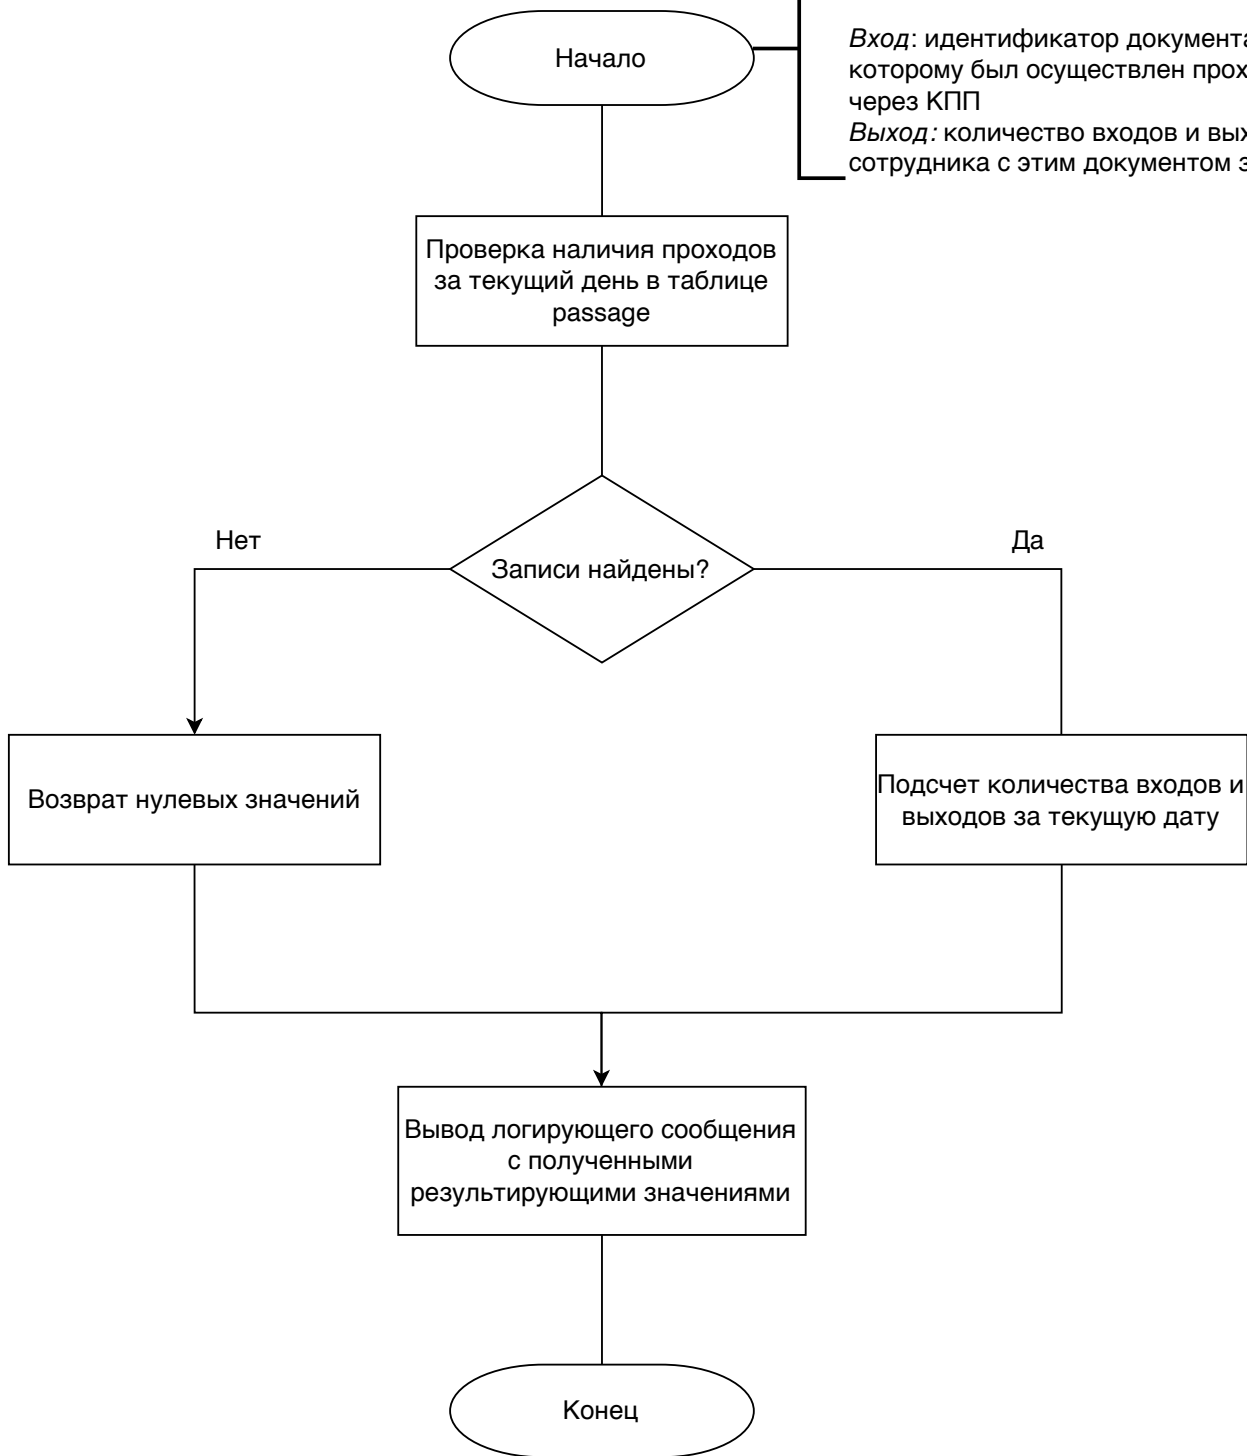 Начало
Вход: идентификатор документа
которому был осуществлен
через КПП
Выход: количество входов и
сотрудника с этим документом
Проверка наличия проходов
за текущий день в таблице
passage
Нет
Да
Записи найдены?
Возврат нулевых значений
Подсчет количества входов и
выходов за текущую дату
Вывод логирующего сообщения
с полученными
результирующими значениями
Конец